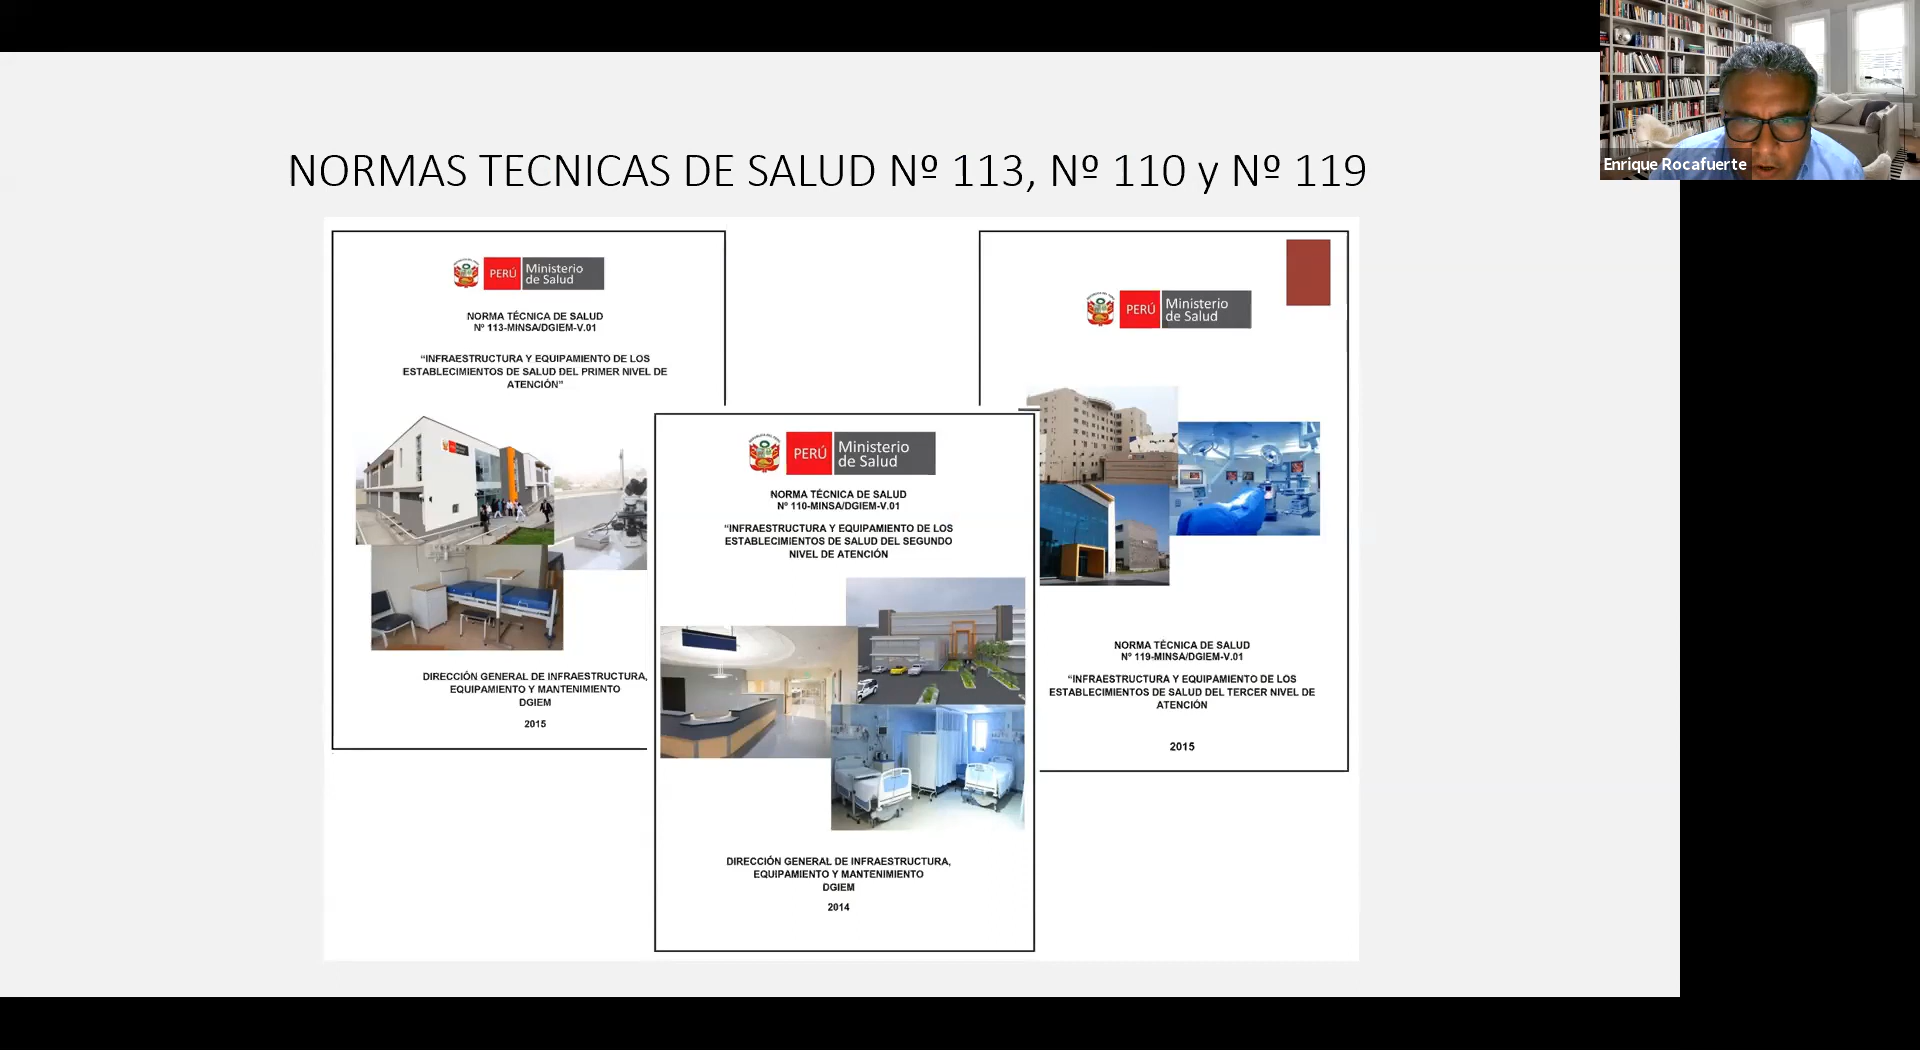 NORMAS TECNICAS DE SALUD Nº 113, Nº 110 y Nº 119
Enrique Rocafuerte
PERÚ
Ministerio
de Salud
NORMA TÉCNICA DE SALUD
Nº 113-MINSA/DGIEM-V.01
“INFRAESTRUCTURA Y EQUIPAMIENTO DE LOS
ESTABLECIMIENTOS DE SALUD DEL PRIMER NIVEL DE
ATENCIÓN”
DIRECCIÓN GENERAL DE INFRAESTRUCTURA,
EQUIPAMIENTO Y MANTENIMIENTO
DGIEM
2015
PERÚ
Ministerio
de Salud
NORMA TÉCNICA DE SALUD
Nº 110-MINSA/DGIEM-V.01
“INFRAESTRUCTURA Y EQUIPAMIENTO DE LOS
ESTABLECIMIENTOS DE SALUD DEL SEGUNDO
NIVEL DE ATENCIÓN
DIRECCIÓN GENERAL DE INFRAESTRUCTURA,
EQUIPAMIENTO Y MANTENIMIENTO
DGIEM
2014
PERÚ
Ministerio
de Salud
NORMA TÉCNICA DE SALUD
Nº 119-MINSA/DGIEM-V.01
“INFRAESTRUCTURA Y EQUIPAMIENTO DE LOS
ESTABLECIMIENTOS DE SALUD DEL TERCER NIVEL DE
ATENCIÓN
2015